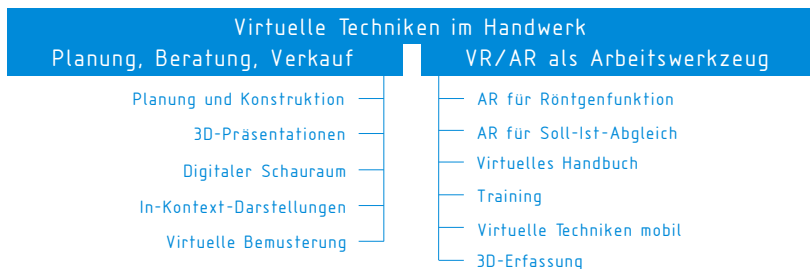 Virtuelle Techniken im Handwerk
Planung, Beratung, Verkauf
Planung und Konstruktion
3D-Präsentationen
Digitaler Schauraum
In-Kontext-Darstellungen
Virtuelle Bemusterung
VR/AR als Arbeitswerkzeug
AR für Röntgenfunktion
AR für Soll-Ist-Abgleich
Virtuelles Handbuch
Training
Virtuelle Techniken mobil
3D-Erfassung